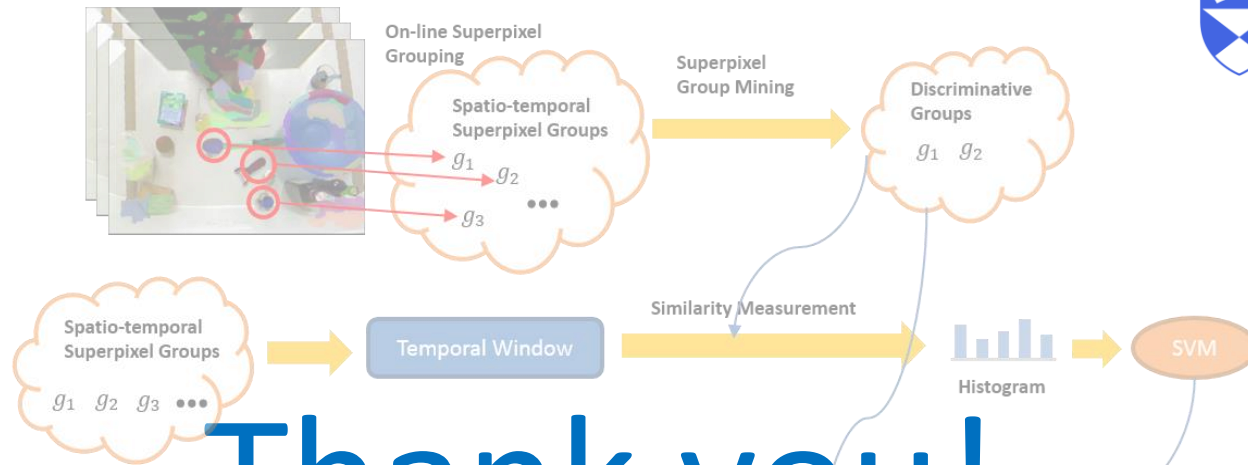 On-line Superpixel
Grouping
Spatio-temporal
Superpixel Groups
g₁
g₂
g₃
•••
Superpixel
Group Mining
Discriminative
Groups
g₁ g₂
Spatio-temporal
Superpixel Groups
g₁ g₂ g₃ •••
Temporal Window
Similarity Measurement
Histogram
SVM
Thank you!